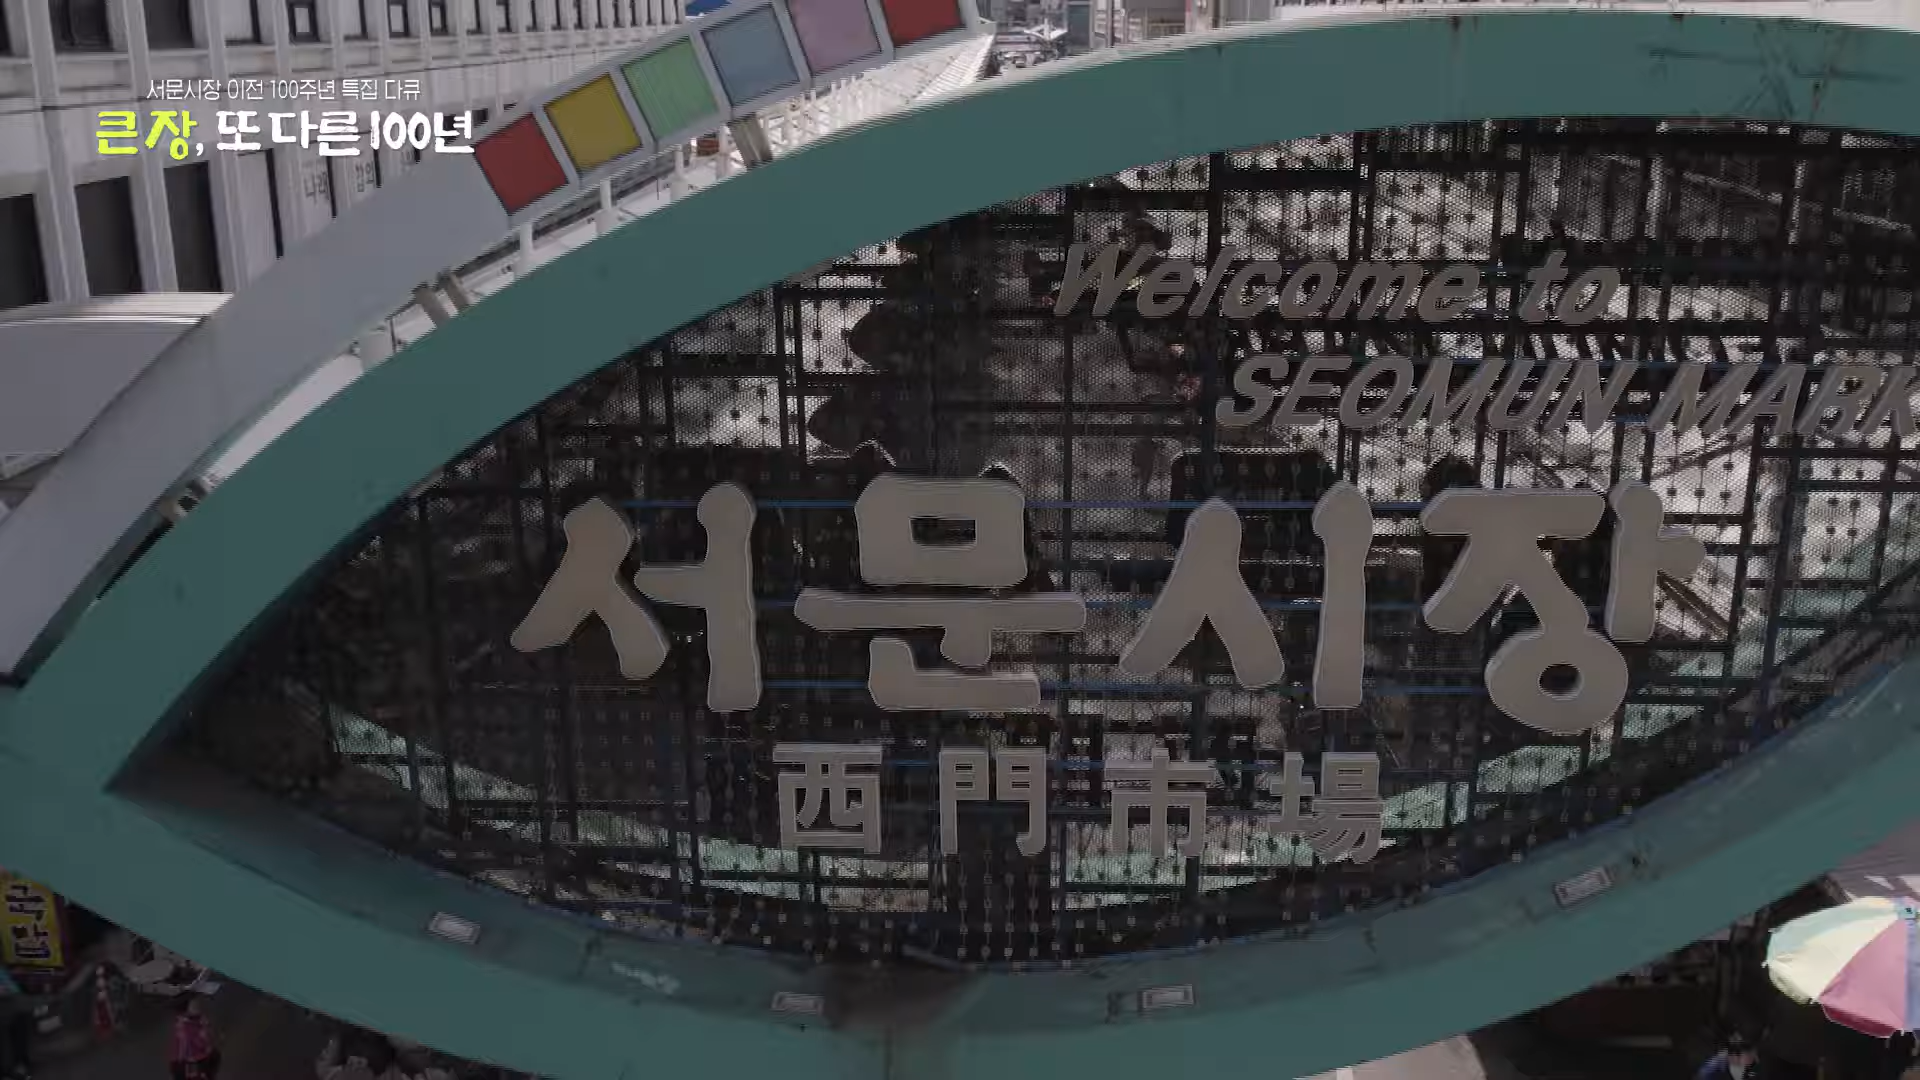 서문시장 이전 100주년 특집 다큐
큰 장, 또 다른 100년
Welcome to
SEOMUN MARK
서문시장
西門市場